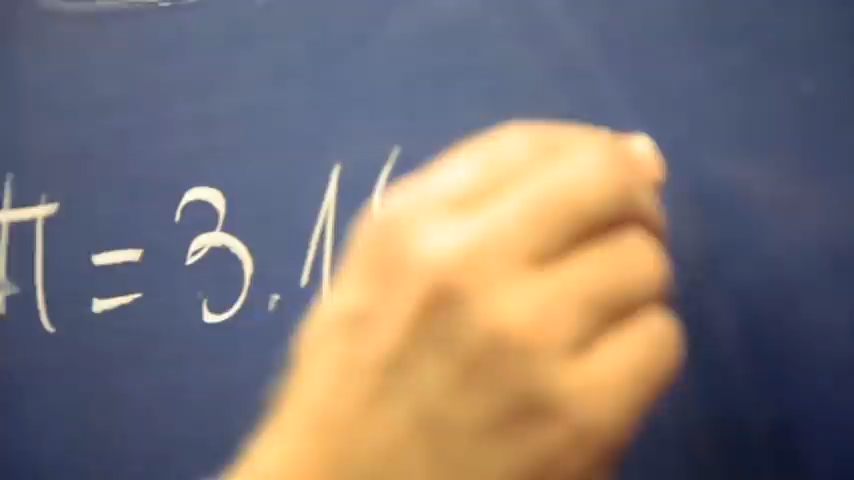 π = 3.1